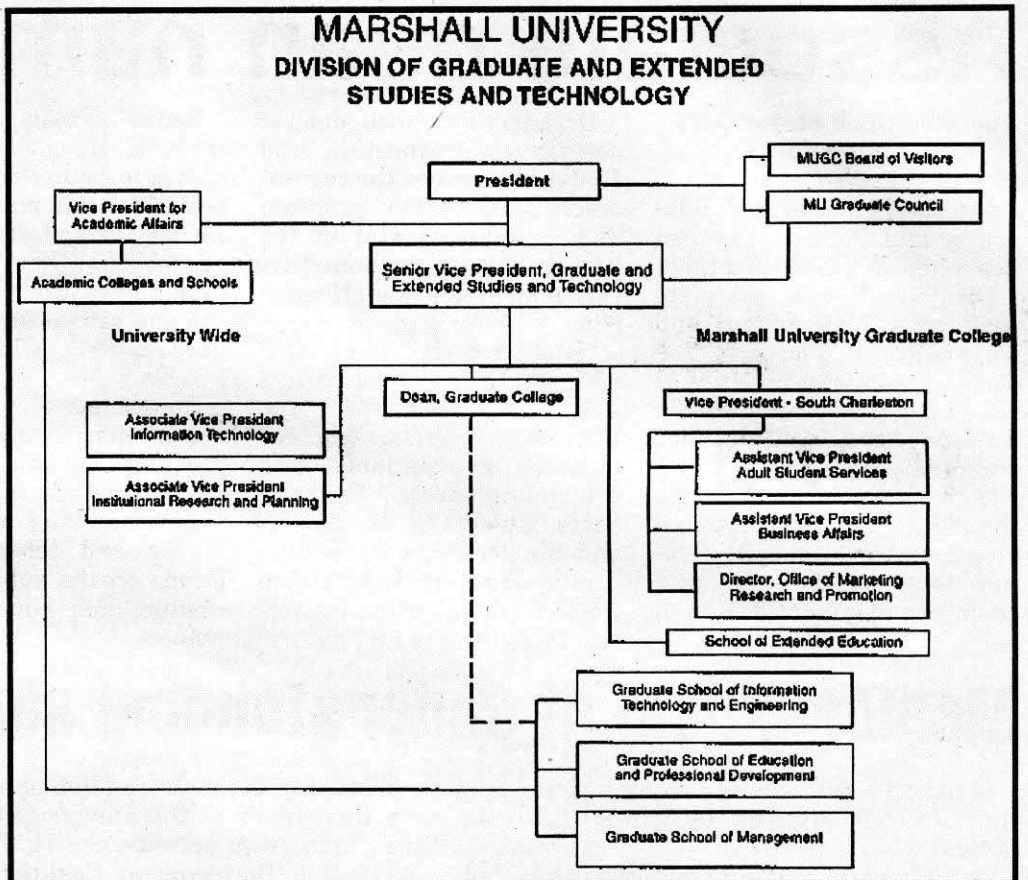 MARSHALL UNIVERSITY
DIVISION OF GRADUATE AND EXTENDED
STUDIES AND TECHNOLOGY
President
MUGC Board of Visitors
MU Graduate Council
Vice President for
Academic Affairs
Academic Colleges and Schools
Senior Vice President, Graduate and
Extended Studies and Technology
University Wide
Marshall University Graduate College
Dean, Graduate College
Vice President - South Charleston
Associate Vice President
Information Technology
Associate Vice President
Institutional Research and Planning
Assistant Vice President
Adult Student Services
Assistant Vice President
Business Affairs
Director, Office of Marketing
Research and Promotion
School of Extended Education
Graduate School of Information
Technology and Engineering
Graduate School of Education
and Professional Development
Graduate School of Management